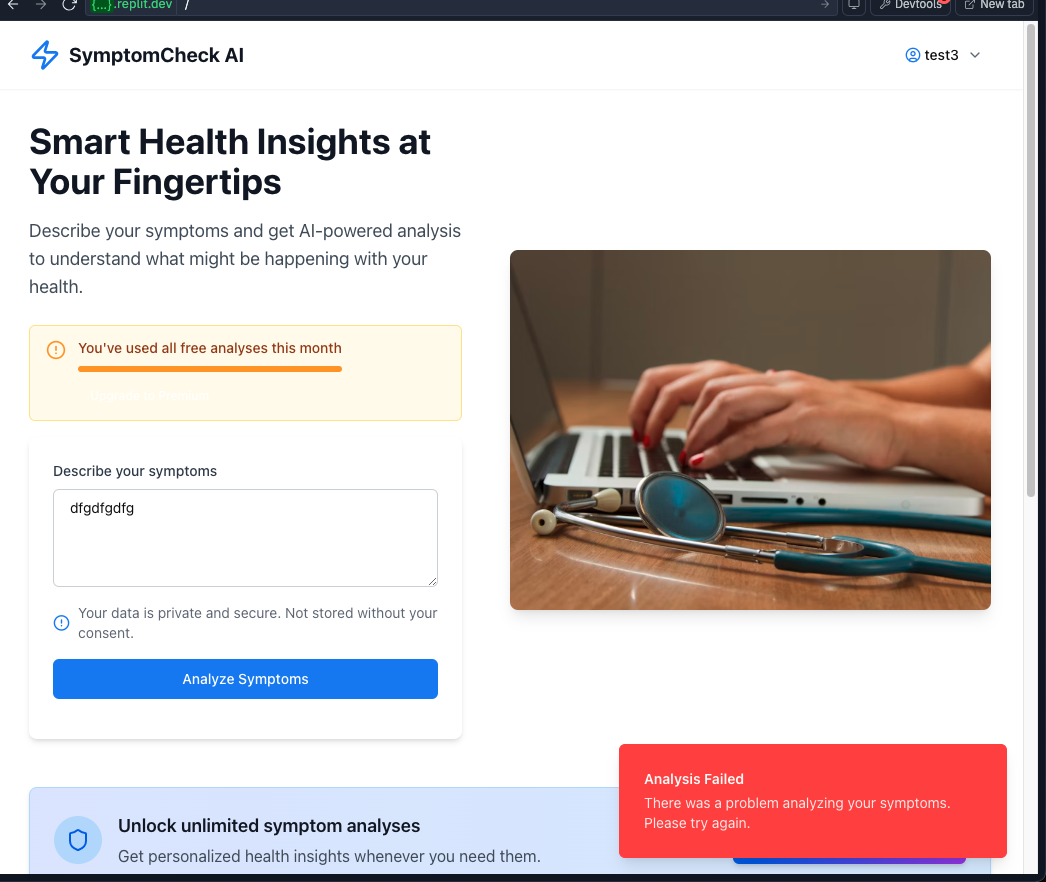 {...}.replit.dev /
Devtools
New tab
SymptomCheck AI
test3
Smart Health Insights at
Your Fingertips
Describe your symptoms and get AI-powered analysis
to understand what might be happening with your
health.
You've used all free analyses this month
Upgrade to Premium
Describe your symptoms
dfgdfgdfg
Your data is private and secure. Not stored without your
consent.
Analyze Symptoms
Analysis Failed
There was a problem analyzing your symptoms.
Please try again.
Unlock unlimited symptom analyses
Get personalized health insights whenever you need them.